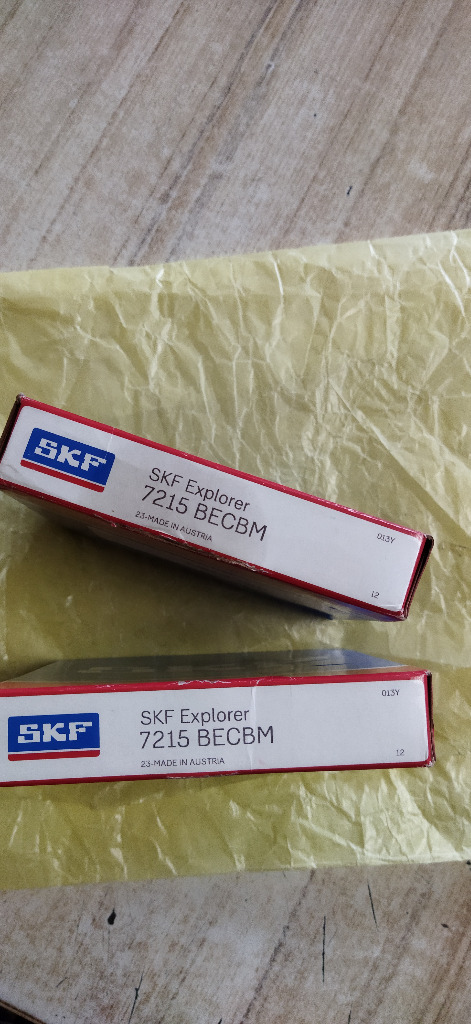 SKF
SKF Explorer
7215 BECBM
23-MADE IN AUSTRIA
013Y
12
SKF
SKF Explorer
7215 BECBM
23-MADE IN AUSTRIA
013Y
12